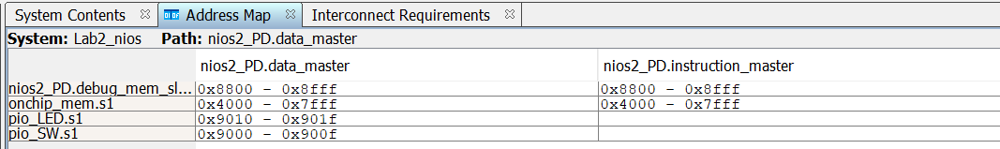 System Contents Address Map Interconnect Requirements
System: Lab2_nios Path: nios2_PD.data_master
nios2_PD.data_master nios2_PD.instruction_master
nios2_PD.debug_mem_sl... 0x8800 - 0x8fff 0x8800 - 0x8fff
onchip_mem.s1 0x4000 - 0x7fff 0x4000 - 0x7fff
pio_LED.s1 0x9010 - 0x901f
pio_SW.s1 0x9000 - 0x900f